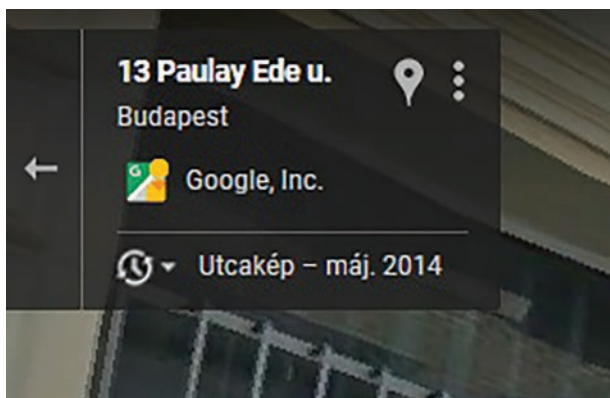 13 Paulay Ede u.
Budapest
Google, Inc.
Utcakép – máj. 2014